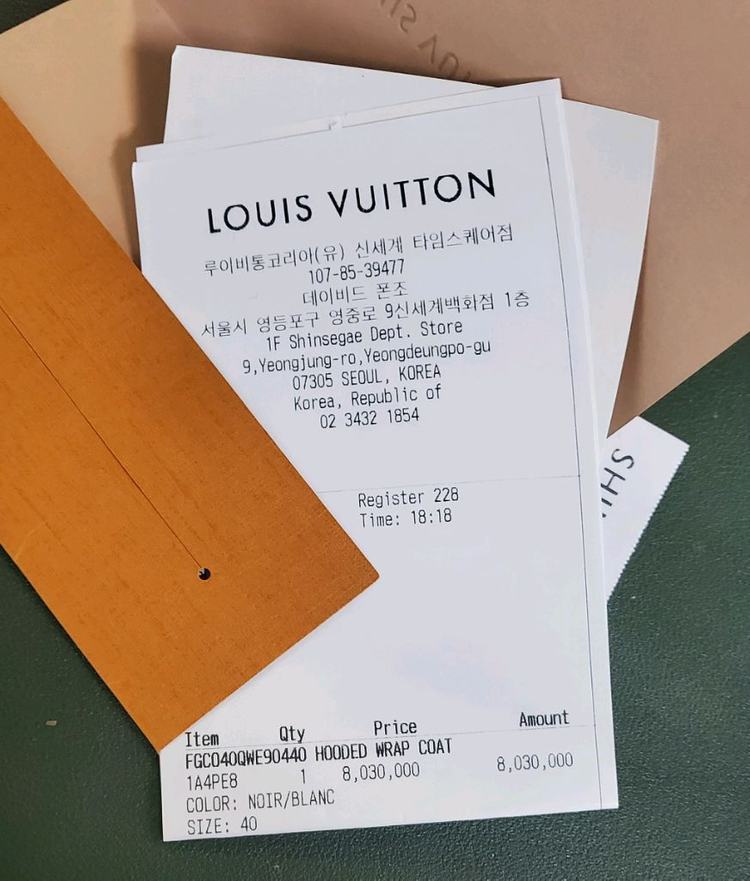 LOUIS VUITTON
루이비통코리아(유) 신세계 타임스퀘어점
107-85-39477
데이비드 폰조
서울시 영등포구 영중로 9신세계백화점 1층
1F Shinsegae Dept. Store
9,Yeongjung-ro,Yeongdeungpo-gu
07305 SEOUL, KOREA
Korea, Republic of
02 3432 1854
Register 228
Time: 18:18
Item Qty Price Amount
FGC040QWE90440 HOODED WRAP COAT
1A4PE8 1 8,030,000 8,030,000
COLOR: NOIR/BLANC
SIZE: 40